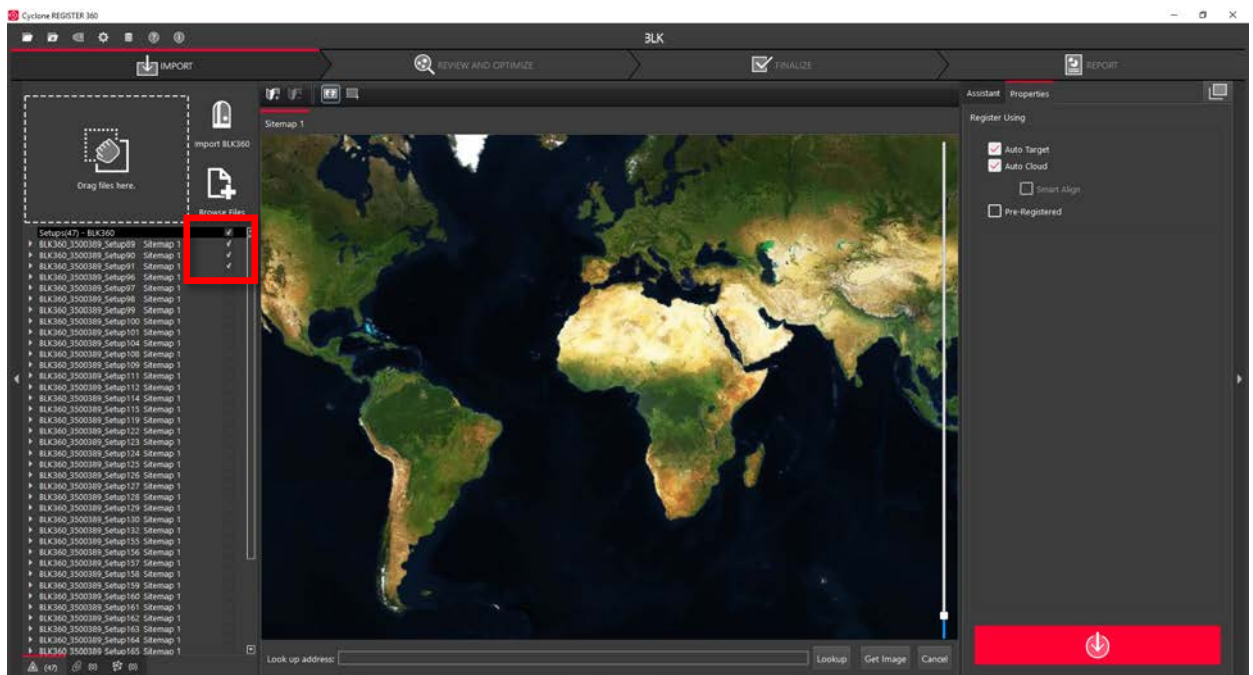 Cyclone REGISTER 360
BLK
IMPORT
REVIEW AND OPTIMIZE
FINALIZE
REPORT
Drag files here.
Import BLK360
Browse Files
Setups(47) - BLK360
BLK360_3500389_Setup89 Sitemap 1
BLK360_3500389_Setup90 Sitemap 1
BLK360_3500389_Setup91 Sitemap 1
BLK360_3500389_Setup96 Sitemap 1
BLK360_3500389_Setup97 Sitemap 1
BLK360_3500389_Setup98 Sitemap 1
BLK360_3500389_Setup99 Sitemap 1
BLK360_3500389_Setup100 Sitemap 1
BLK360_3500389_Setup101 Sitemap 1
BLK360_3500389_Setup104 Sitemap 1
BLK360_3500389_Setup108 Sitemap 1
BLK360_3500389_Setup109 Sitemap 1
BLK360_3500389_Setup111 Sitemap 1
BLK360_3500389_Setup112 Sitemap 1
BLK360_3500389_Setup114 Sitemap 1
BLK360_3500389_Setup115 Sitemap 1
BLK360_3500389_Setup119 Sitemap 1
BLK360_3500389_Setup122 Sitemap 1
BLK360_3500389_Setup123 Sitemap 1
BLK360_3500389_Setup124 Sitemap 1
BLK360_3500389_Setup125 Sitemap 1
BLK360_3500389_Setup126 Sitemap 1
BLK360_3500389_Setup127 Sitemap 1
BLK360_3500389_Setup128 Sitemap 1
BLK360_3500389_Setup129 Sitemap 1
BLK360_3500389_Setup130 Sitemap 1
BLK360_3500389_Setup132 Sitemap 1
BLK360_3500389_Setup155 Sitemap 1
BLK360_3500389_Setup156 Sitemap 1
BLK360_3500389_Setup157 Sitemap 1
BLK360_3500389_Setup158 Sitemap 1
BLK360_3500389_Setup159 Sitemap 1
BLK360_3500389_Setup160 Sitemap 1
BLK360_3500389_Setup161 Sitemap 1
BLK360_3500389_Setup162 Sitemap 1
BLK360_3500389_Setup163 Sitemap 1
BLK360_3500389_Setup164 Sitemap 1
BLK360_3500389_Setup165 Sitemap 1
(47) (0) (0)
Sitemap 1
Look up address:
Lookup
Get Image
Cancel
Assistant Properties
Register Using
Auto Target
Auto Cloud
Smart Align
Pre-Registered